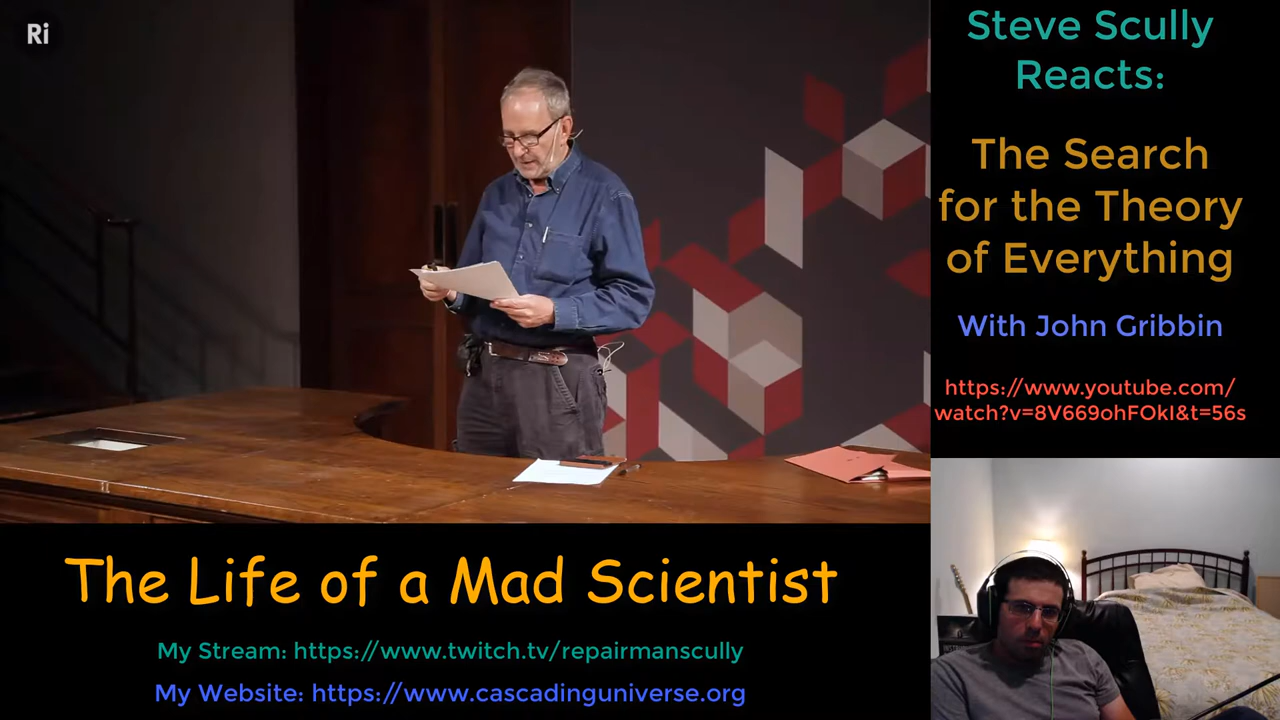 Ri
Steve Scully
Reacts:
The Search
for the Theory
of Everything
With John Gribbin
https://www.youtube.com/
watch?v=8V669ohFOkI&t=56s
The Life of a Mad Scientist
My Stream: https://www.twitch.tv/repairmanscully
My Website: https://www.cascadinguniverse.org